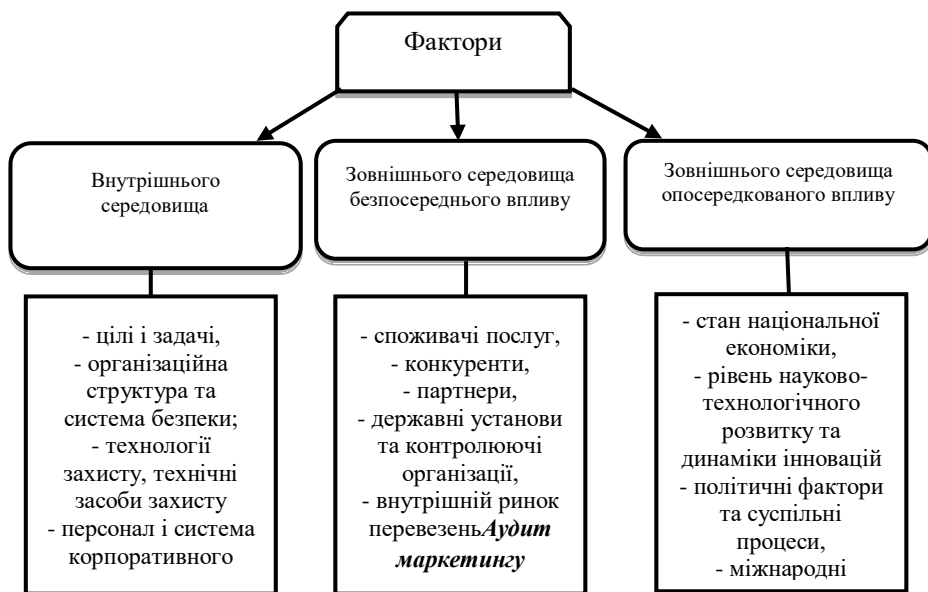 Фактори
Внутрішнього
середовища
Зовнішнього середовища
безпосереднього впливу
Зовнішнього середовища
опосередкованого впливу
- цілі і задачі,
- організаційна
структура та
система безпеки;
- технології
захисту, технічні
засоби захисту
- персонал і система
корпоративного
- споживачі послуг,
- конкуренти,
- партнери,
- державні установи
та контролюючі
організації,
- внутрішній ринок
перевезеньАудит
маркетингу
- стан національної
економіки,
- рівень науково-
технологічного
розвитку та
динаміки інновацій
- політичні фактори
та суспільні
процеси,
- міжнародні